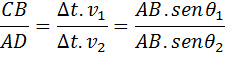 CB/AD = Δt.v₁/Δt.v₂ = AB.senθ₁/AB.senθ₂